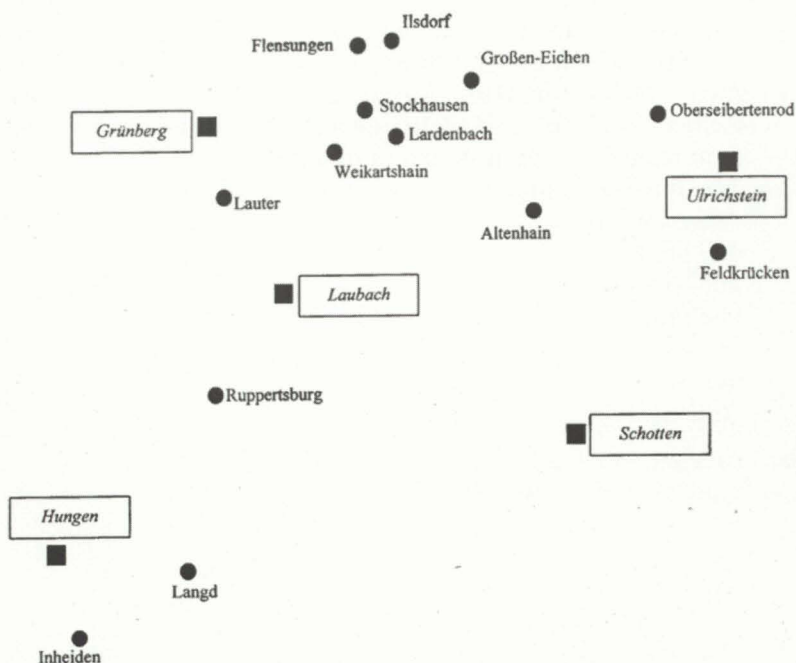 Ilsdorf
Flensungen
Großen-Eichen
Stockhausen
Oberseibertenrod
Grünberg
Lardenbach
Weikartshain
Ulrichstein
Lauter
Altenhain
Feldkrücken
Laubach
Ruppertsburg
Schotten
Hungen
Langd
Inheiden